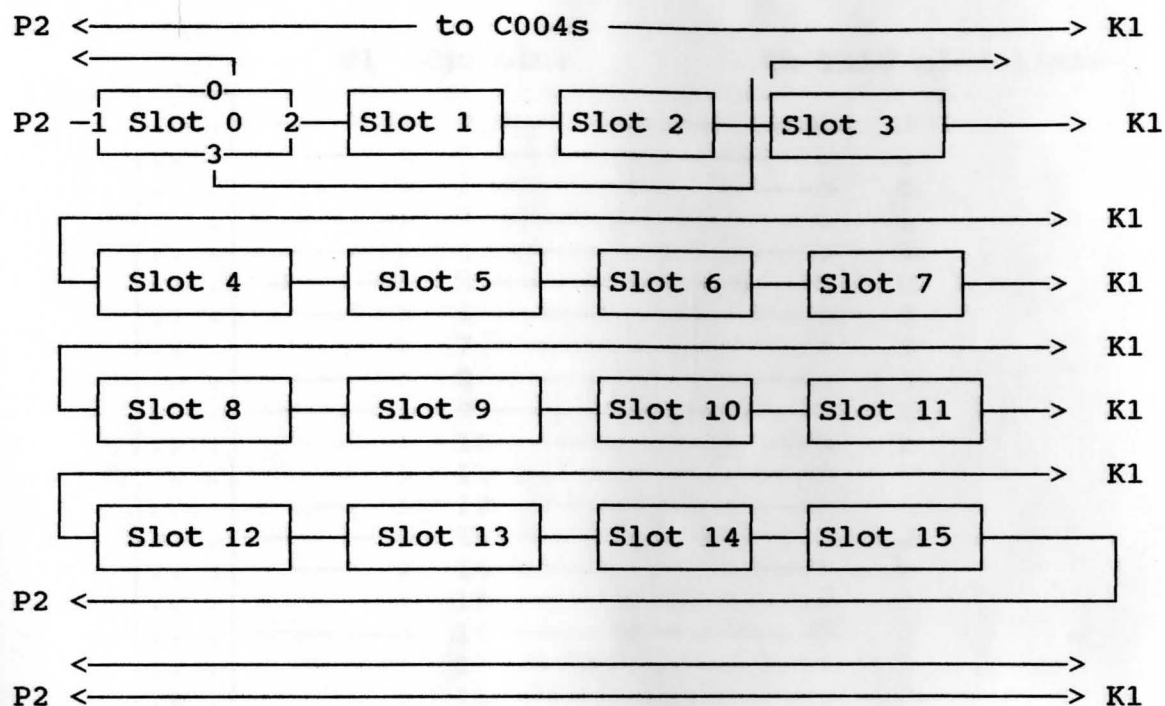 P2 to C004s K1
0
P2 1 Slot 0 2 Slot 1 Slot 2 Slot 3 K1
3
K1
Slot 4 Slot 5 Slot 6 Slot 7 K1
K1
Slot 8 Slot 9 Slot 10 Slot 11 K1
K1
Slot 12 Slot 13 Slot 14 Slot 15
P2
P2 K1